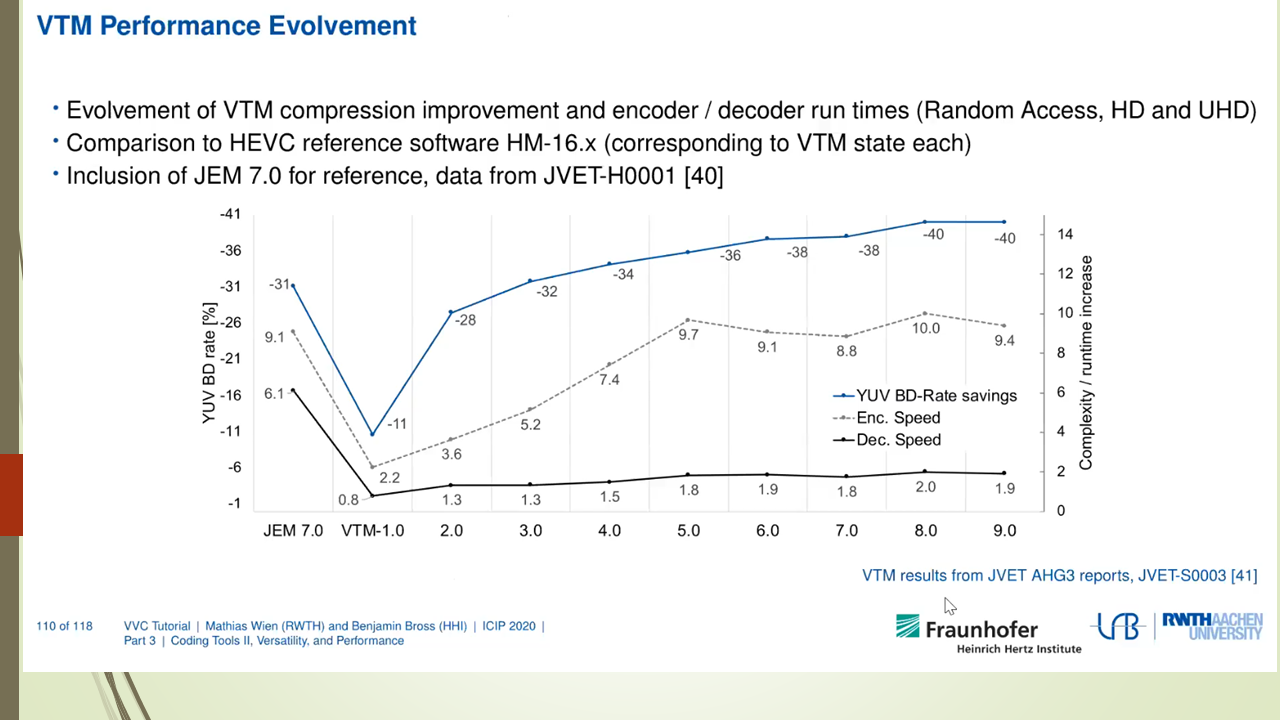 VTM Performance Evolvement
• Evolvement of VTM compression improvement and encoder / decoder run times (Random Access, HD and UHD)
• Comparison to HEVC reference software HM-16.x (corresponding to VTM state each)
• Inclusion of JEM 7.0 for reference, data from JVET-H0001 [40]
YUV BD rate [%]
-41
-36
-31
-26
-21
-16
-11
-6
-1
-31
-11
-28
-32
-34
-36
-38
-38
-40
-40
9.1
2.2
3.6
5.2
7.4
9.7
9.1
8.8
10.0
9.4
6.1
0.8
1.3
1.3
1.5
1.8
1.9
1.8
2.0
1.9
YUV BD-Rate savings
Enc. Speed
Dec. Speed
14
12
10
8
6
4
2
0
Complexity / runtime increase
JEM 7.0 VTM-1.0 2.0 3.0 4.0 5.0 6.0 7.0 8.0 9.0
VTM results from JVET AHG3 reports, JVET-S0003 [41]
110 of 118 VVC Tutorial | Mathias Wien (RWTH) and Benjamin Bross (HHI) | ICIP 2020 |
Part 3 | Coding Tools II, Versatility, and Performance
Fraunhofer
Heinrich Hertz Institute
RWTHAACHEN
UNIVERSITY